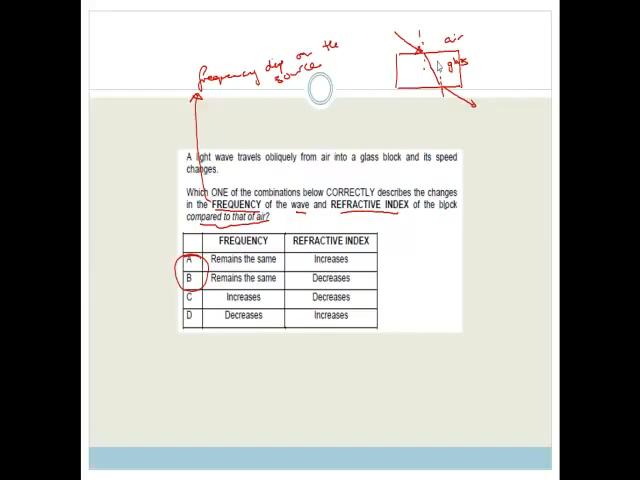 frequency dep on the
source
air
glass
A light wave travels obliquely from air into a glass block and its speed
changes.
Which ONE of the combinations below CORRECTLY describes the changes
in the FREQUENCY of the wave and REFRACTIVE INDEX of the block
compared to that of air?
FREQUENCY REFRACTIVE INDEX
A Remains the same Increases
B Remains the same Decreases
C Increases Decreases
D Decreases Increases